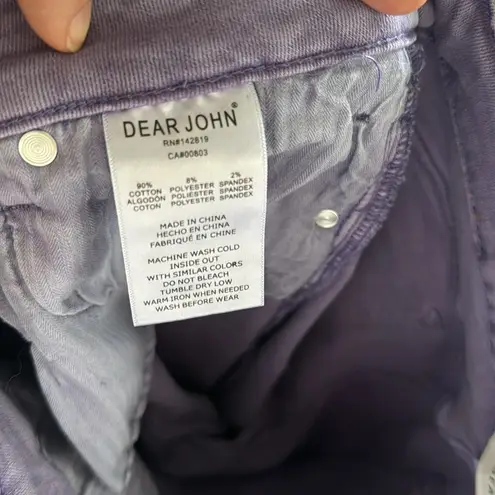 DEAR JOHN®
RN#142819
CA#00803
90% 8% 2%
COTTON POLYESTER SPANDEX
ALGODÓN POLIESTER SPANDEX
COTON POLYESTER SPANDEX
MADE IN CHINA
HECHO EN CHINA
FABRIQUÉ EN CHINE
MACHINE WASH COLD
INSIDE OUT
WITH SIMILAR COLORS
DO NOT BLEACH
TUMBLE DRY LOW
WARM IRON WHEN NEEDED
WASH BEFORE WEAR